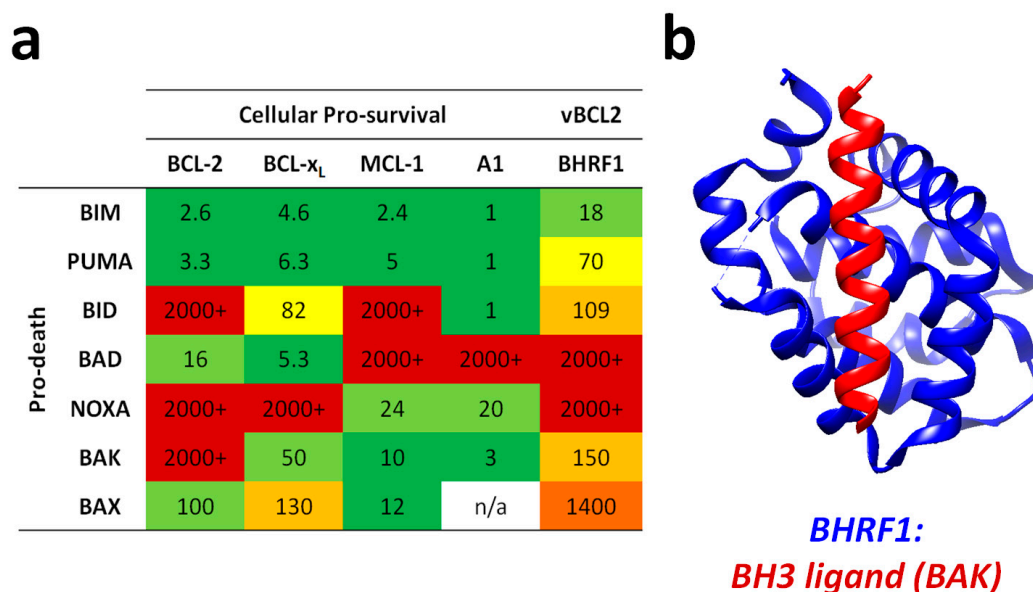 a
b
Cellular Pro-survival vBCL2
BCL-2 BCL-xL MCL-1 A1 BHRF1
Pro-death
BIM 2.6 4.6 2.4 1 18
PUMA 3.3 6.3 5 1 70
BID 2000+ 82 2000+ 1 109
BAD 16 5.3 2000+ 2000+ 2000+
NOXA 2000+ 2000+ 24 20 2000+
BAK 2000+ 50 10 3 150
BAX 100 130 12 n/a 1400
BHRF1:
BH3 ligand (BAK)